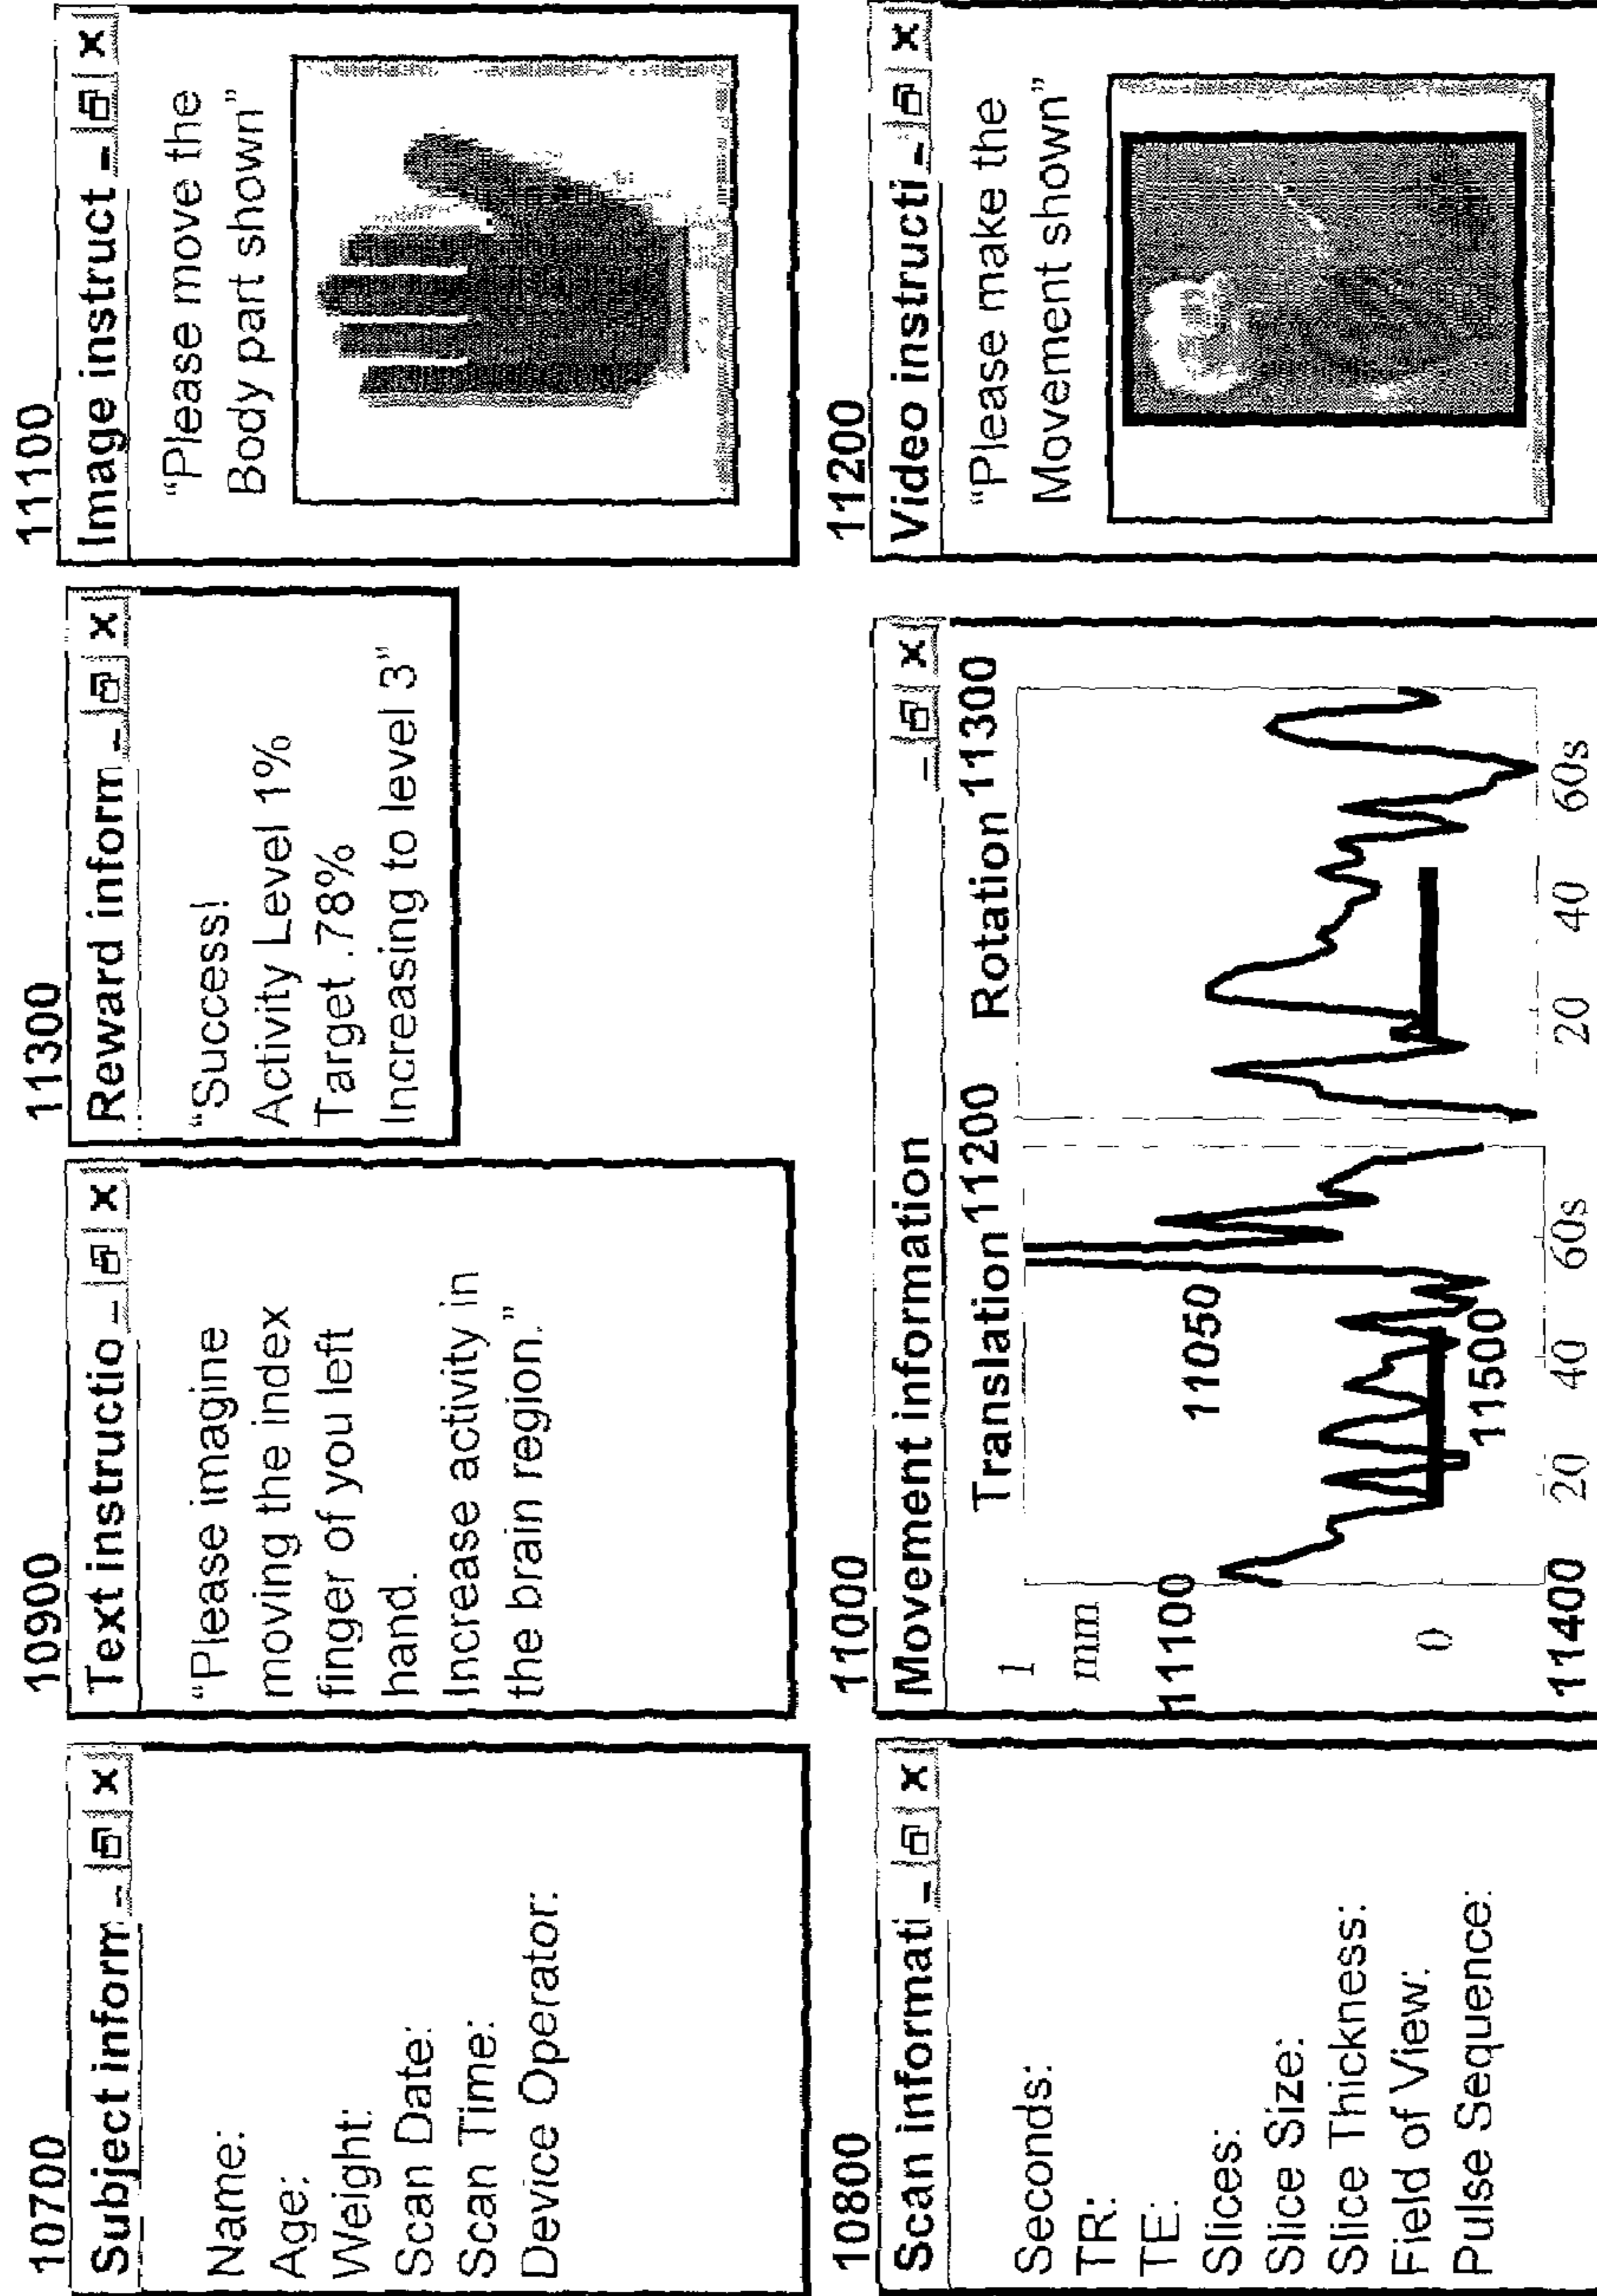 10700
Subject inform
Name:
Age:
Weight:
Scan Date:
Scan Time:
Device Operator:
10900
Text instructio
“Please imagine
moving the index
finger of you left
hand.
Increase activity in
the brain region.”
11300
Reward inform
“Success!
Activity Level 1%
Target .78%
Increasing to level 3”
11100
Image instruct
“Please move the
Body part shown”
10800
Scan informati
Seconds:
TR:
TE:
Slices:
Slice Size:
Slice Thickness:
Field of View:
Pulse Sequence:
11000
Movement information
Translation 11200 Rotation 11300
1
mm
11100
11050
0
11500
11400
20 40 60s
20 40 60s
11200
Video instructi
“Please make the
Movement shown”